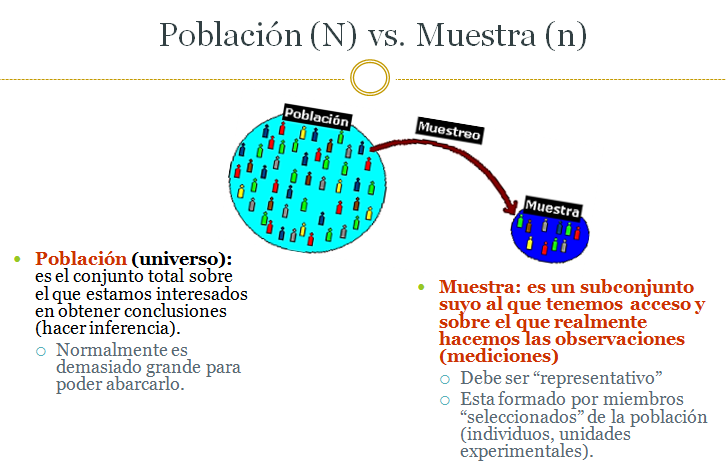 Población (N) vs. Muestra (n)
Población
Muestreo
Muestra
• Población (universo):
es el conjunto total sobre
el que estamos interesados
en obtener conclusiones
(hacer inferencia).
○ Normalmente es
demasiado grande para
poder abarcarlo.
• Muestra: es un subconjunto
suyo al que tenemos acceso y
sobre el que realmente
hacemos las observaciones
(mediciones)
○ Debe ser “representativo”
○ Esta formado por miembros
“seleccionados” de la población
(individuos, unidades
experimentales).